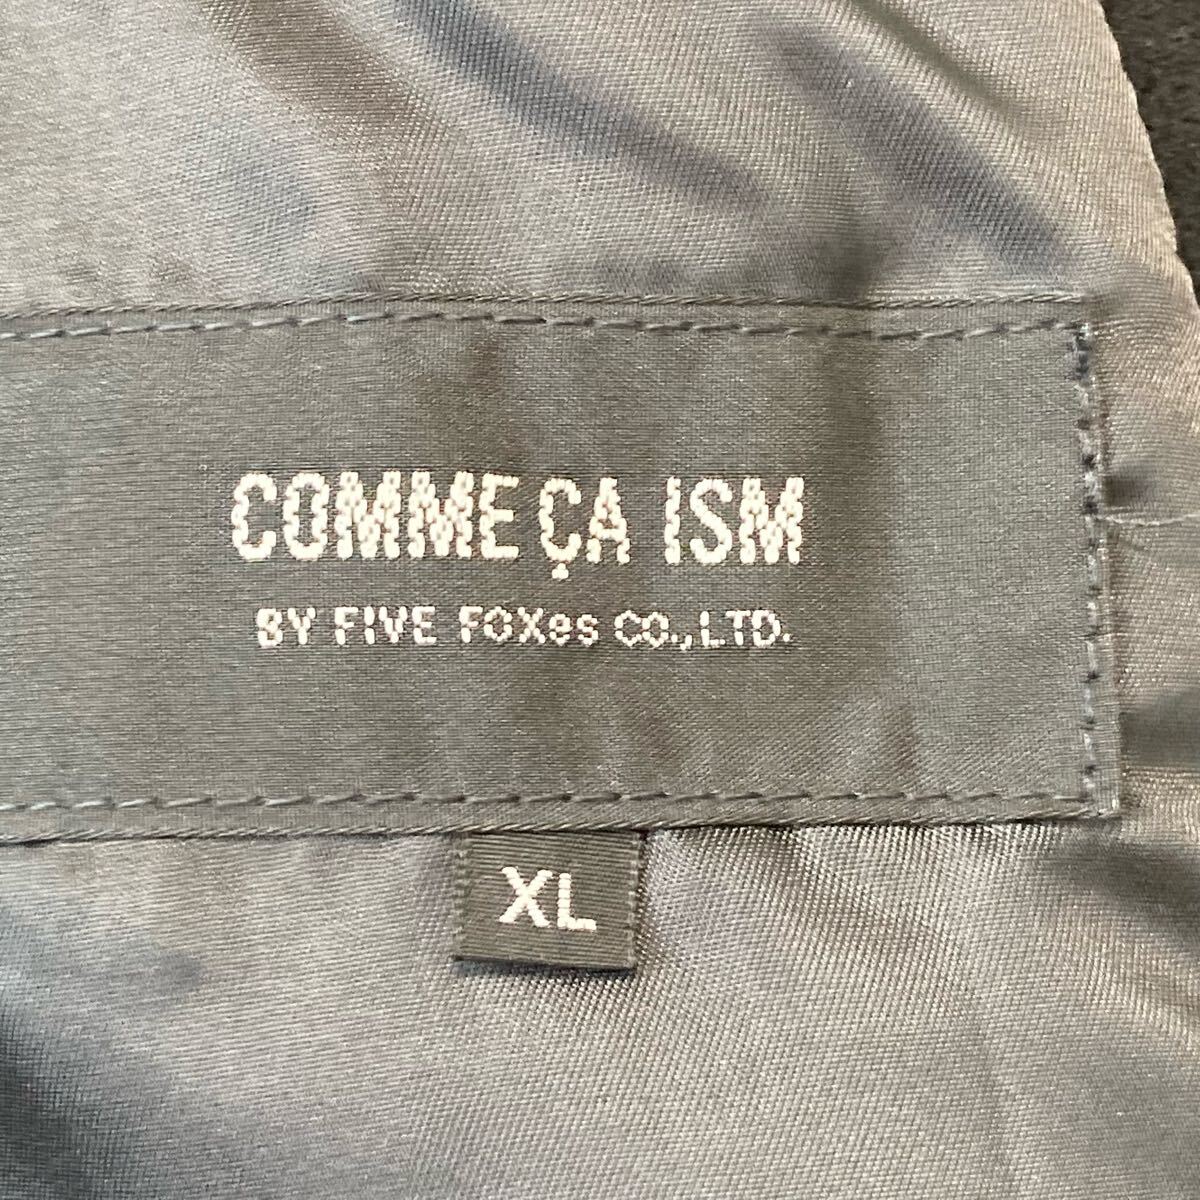 COMME ÇA ISM
BY FIVE FOXes CO.,LTD.
XL